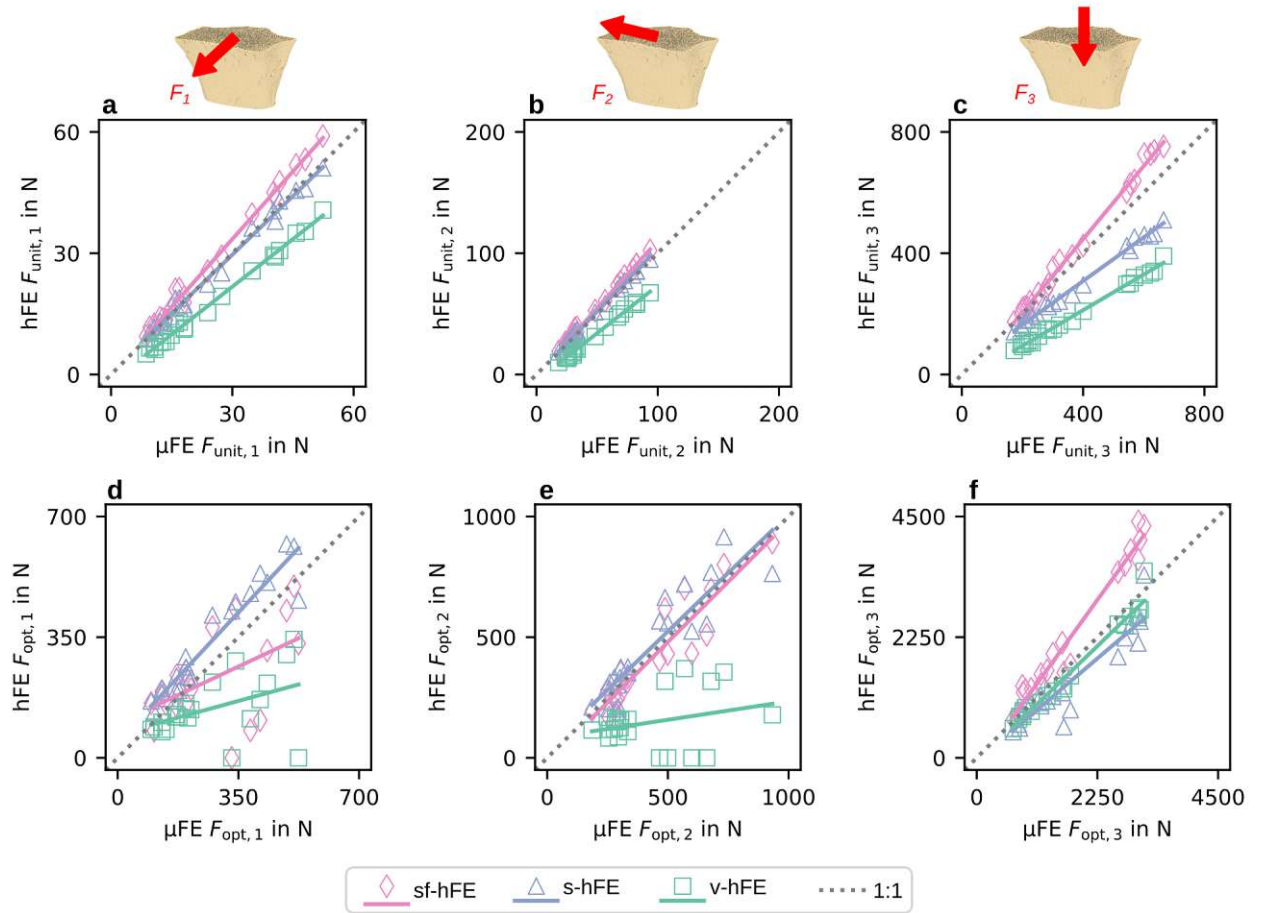 F1 F2 F3
a b c
60
30
0
hFE Funit, 1 in N
0 30 60
µFE Funit, 1 in N
200
100
0
hFE Funit, 2 in N
0 100 200
µFE Funit, 2 in N
800
400
0
hFE Funit, 3 in N
0 400 800
µFE Funit, 3 in N
d e f
700
350
0
hFE Fopt, 1 in N
0 350 700
µFE Fopt, 1 in N
1000
500
0
hFE Fopt, 2 in N
0 500 1000
µFE Fopt, 2 in N
4500
2250
0
hFE Fopt, 3 in N
0 2250 4500
µFE Fopt, 3 in N
sf-hFE s-hFE v-hFE 1:1